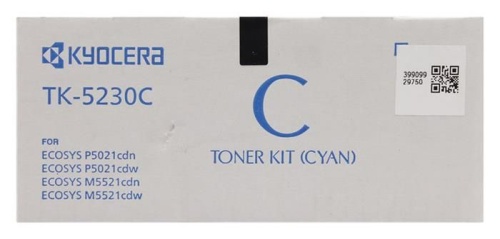 KYOCERA
TK-5230C
FOR
ECOSYS P5021cdn
ECOSYS P5021cdw
ECOSYS M5521cdn
ECOSYS M5521cdw
C
TONER KIT (CYAN)
399099
29750